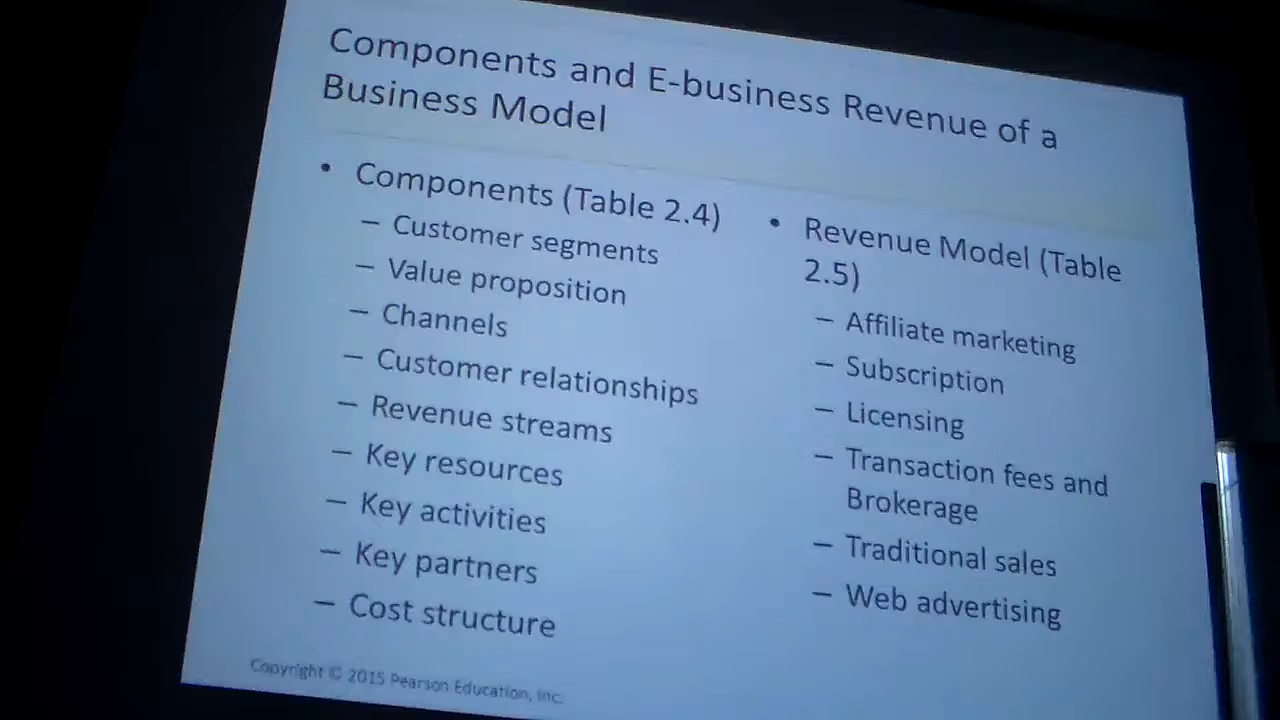 Components and E-business Revenue of a
Business Model
• Components (Table 2.4)
– Customer segments
– Value proposition
– Channels
– Customer relationships
– Revenue streams
– Key resources
– Key activities
– Key partners
– Cost structure
• Revenue Model (Table
2.5)
– Affiliate marketing
– Subscription
– Licensing
– Transaction fees and
Brokerage
– Traditional sales
– Web advertising
Copyright © 2015 Pearson Education, Inc.